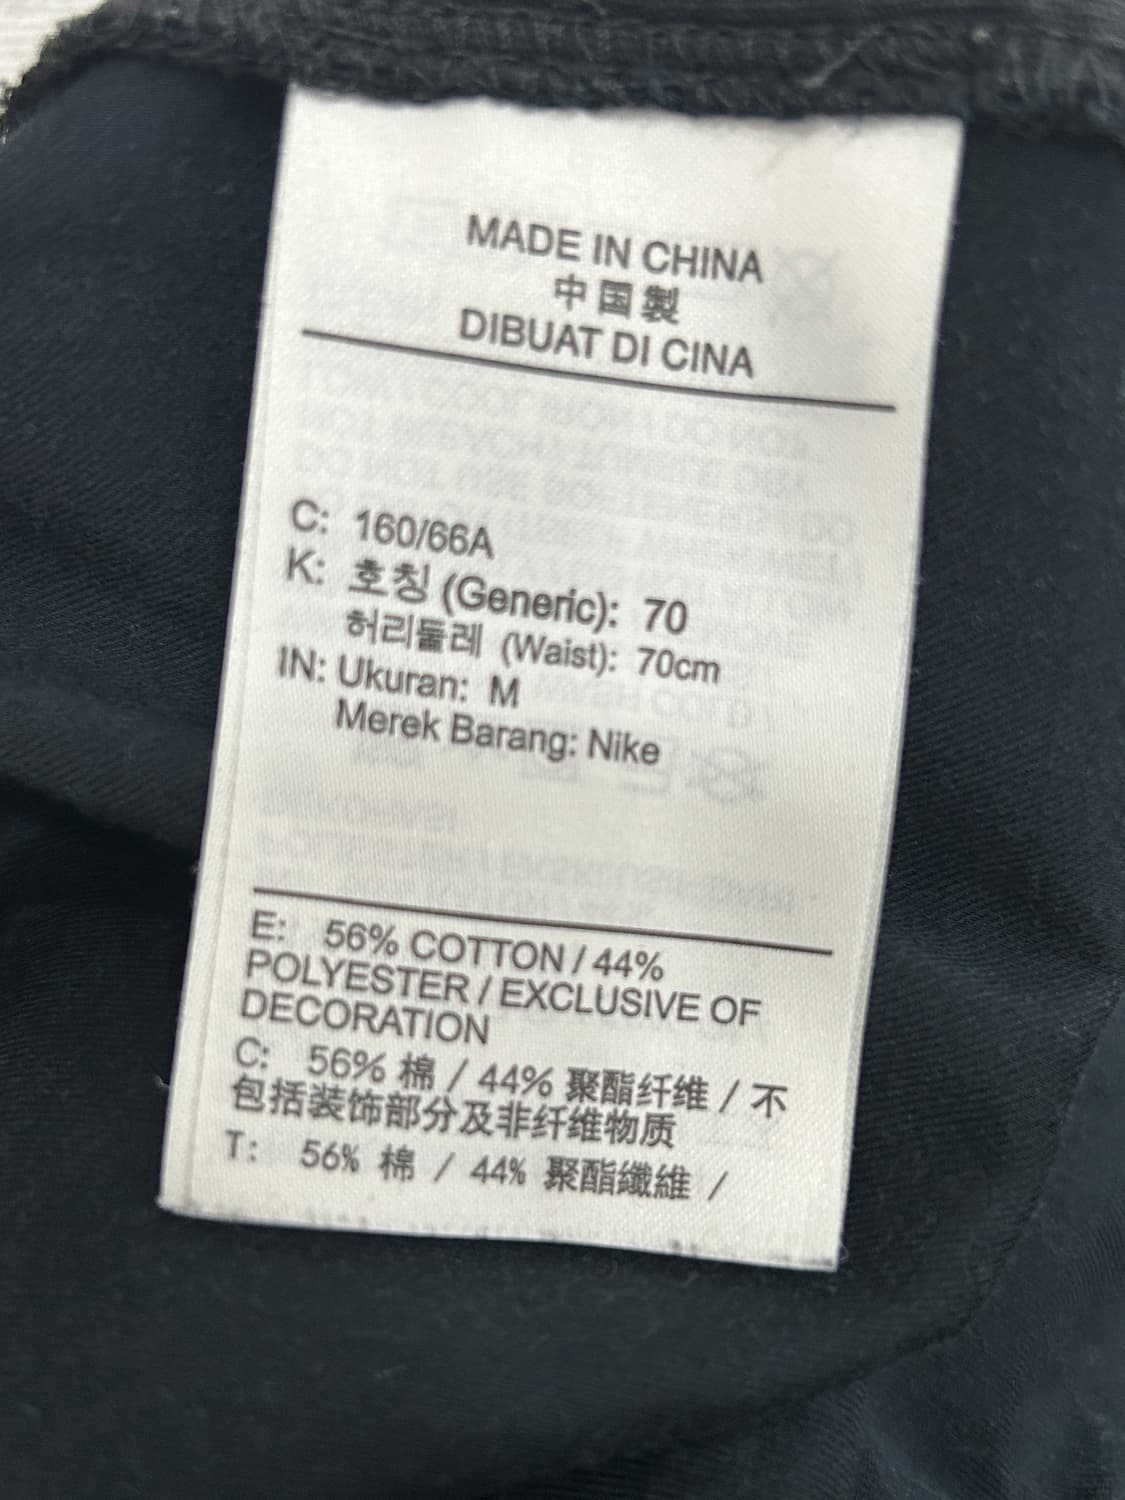 MADE IN CHINA
中国製
DIBUAT DI CINA
C: 160/66A
K: 호칭 (Generic): 70
허리둘레 (Waist): 70cm
IN: Ukuran: M
Merek Barang: Nike
E: 56% COTTON / 44%
POLYESTER / EXCLUSIVE OF
DECORATION
C: 56% 棉 / 44% 聚酯纤维 / 不
包括装饰部分及非纤维物质
T: 56% 棉 / 44% 聚酯纖維 /